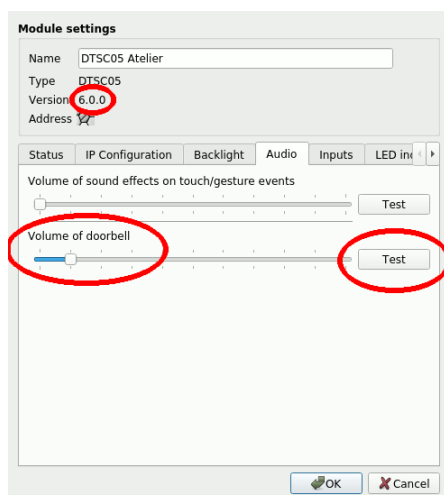 Module settings
Name DTSC05 Atelier
Type DTSC05
Version 6.0.0
Address
Status IP Configuration Backlight Audio Inputs LED in
Volume of sound effects on touch/gesture events
Test
Volume of doorbell
Test
OK Cancel